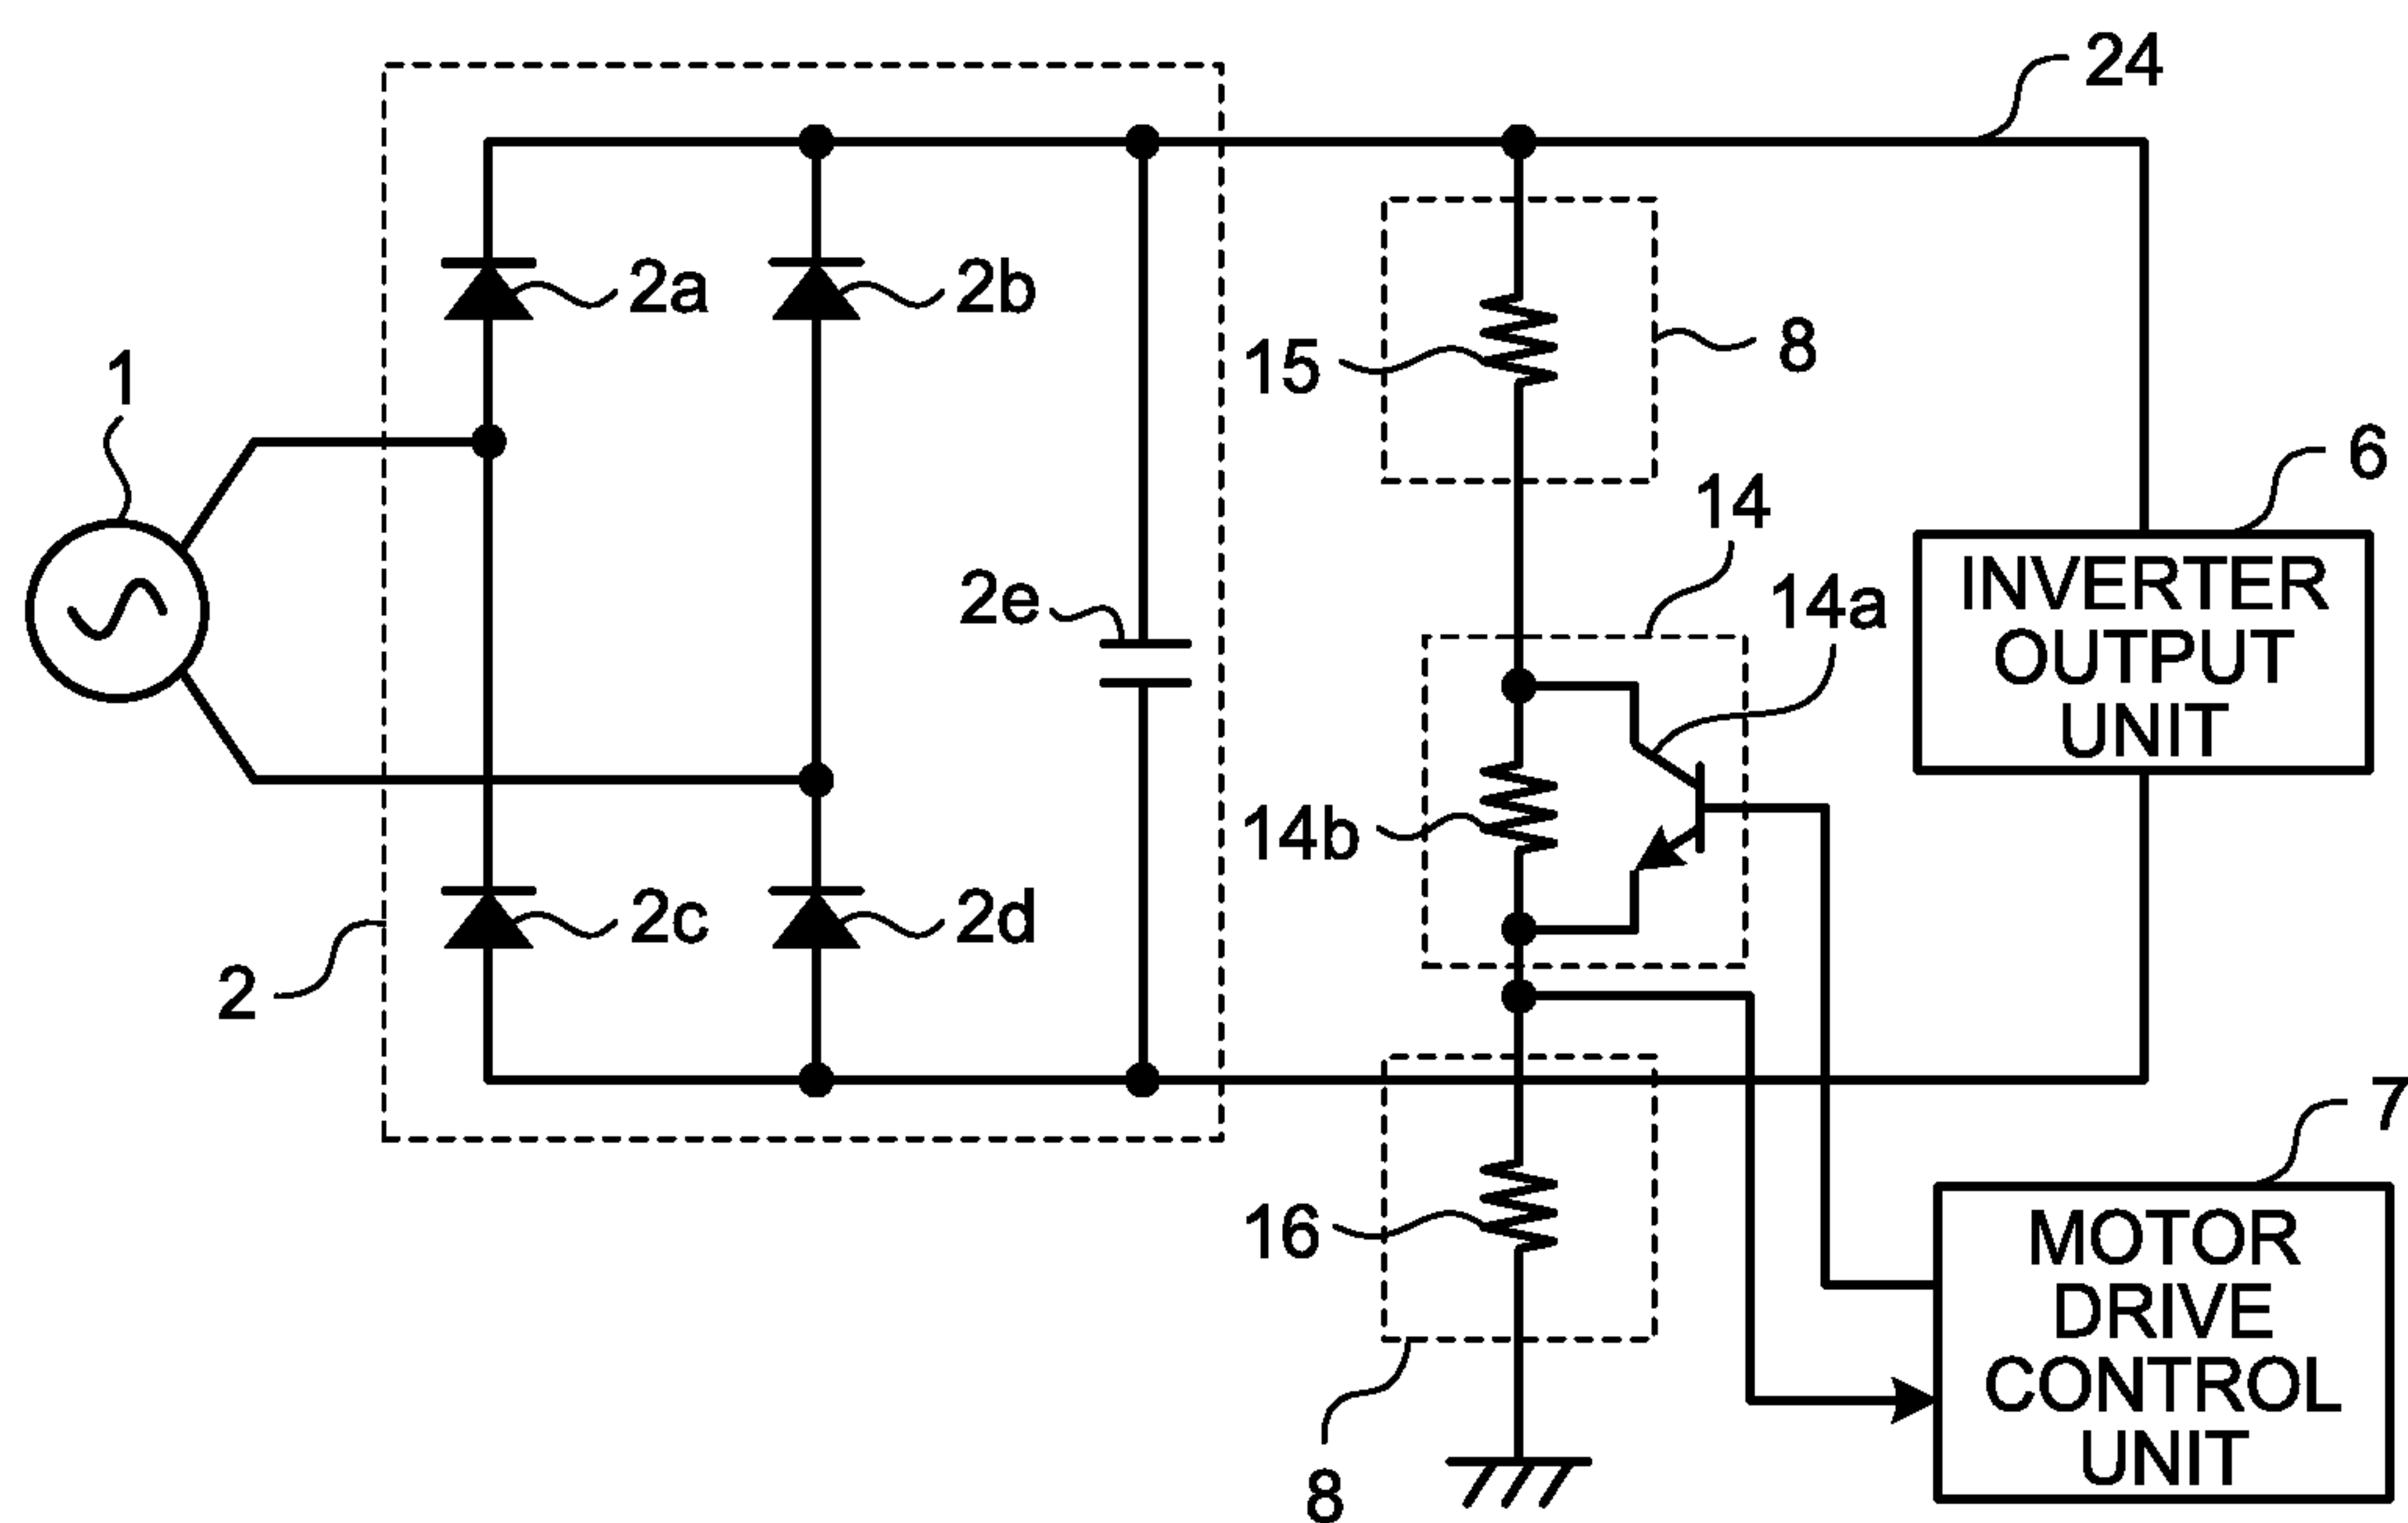 24
2a
2b
15
8
1
6
14
14a
2e
INVERTER
OUTPUT
UNIT
14b
2c
2d
2
7
16
MOTOR
DRIVE
CONTROL
UNIT
8